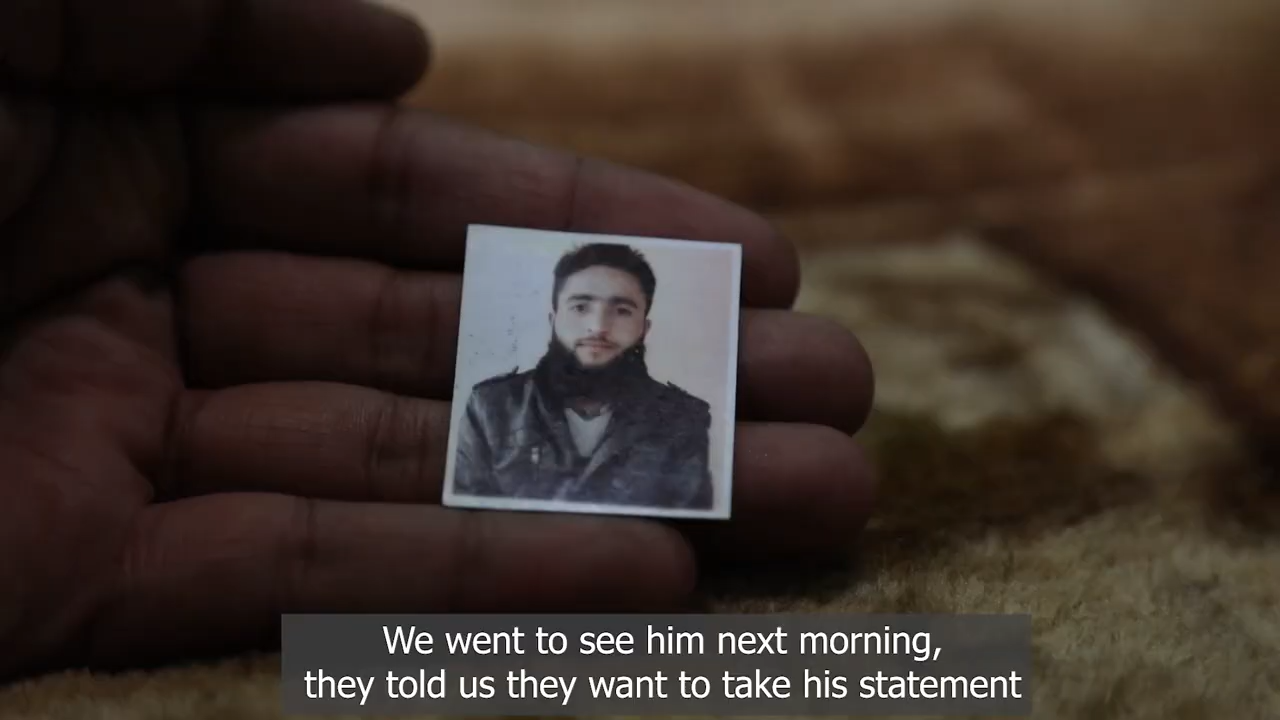 We went to see him next morning,
they told us they want to take his statement